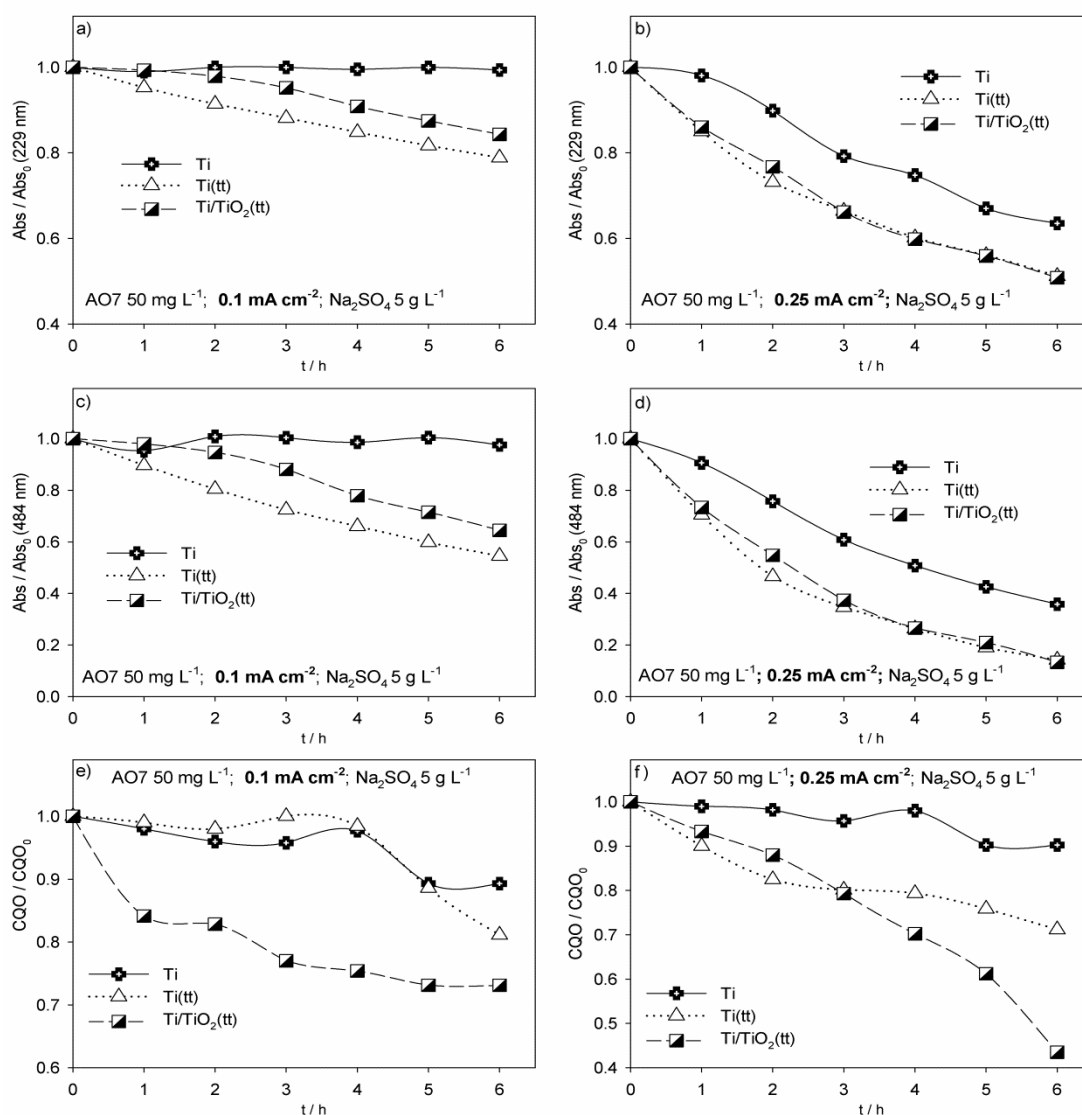 a)
Abs / Abs₀ (229 nm)
1.0
0.8
0.6
0.4
Ti
Ti(tt)
Ti/TiO₂(tt)
AO7 50 mg L⁻¹; 0.1 mA cm⁻²; Na₂SO₄ 5 g L⁻¹
0 1 2 3 4 5 6
t / h
b)
Abs / Abs₀ (229 nm)
1.0
0.8
0.6
0.4
Ti
Ti(tt)
Ti/TiO₂(tt)
AO7 50 mg L⁻¹; 0.25 mA cm⁻²; Na₂SO₄ 5 g L⁻¹
0 1 2 3 4 5 6
t / h
c)
Abs / Abs₀ (484 nm)
1.0
0.8
0.6
0.4
0.2
0.0
Ti
Ti(tt)
Ti/TiO₂(tt)
AO7 50 mg L⁻¹; 0.1 mA cm⁻²; Na₂SO₄ 5 g L⁻¹
0 1 2 3 4 5 6
t / h
d)
Abs / Abs₀ (484 nm)
1.0
0.8
0.6
0.4
0.2
0.0
Ti
Ti(tt)
Ti/TiO₂(tt)
AO7 50 mg L⁻¹; 0.25 mA cm⁻²; Na₂SO₄ 5 g L⁻¹
0 1 2 3 4 5 6
t / h
e)
AO7 50 mg L⁻¹; 0.1 mA cm⁻²; Na₂SO₄ 5 g L⁻¹
CQO / CQO₀
1.0
0.9
0.8
0.7
0.6
Ti
Ti(tt)
Ti/TiO₂(tt)
0 1 2 3 4 5 6
t / h
f)
AO7 50 mg L⁻¹; 0.25 mA cm⁻²; Na₂SO₄ 5 g L⁻¹
CQO / CQO₀
1.0
0.9
0.8
0.7
0.6
0.5
0.4
Ti
Ti(tt)
Ti/TiO₂(tt)
0 1 2 3 4 5 6
t / h